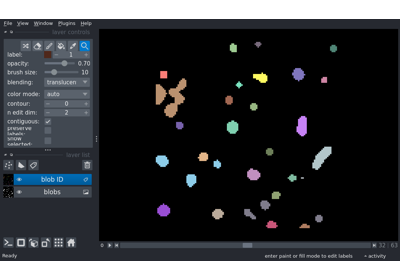 File View Window Plugins Help
layer controls
label: 1
opacity: 0.70
brush size: 10
blending: translucen
color mode: auto
contour: 0
n edit dim: 2
contiguous:
preserve labels:
show selected:
layer list
blob ID
blobs
32 63
Ready enter paint or fill mode to edit labels activity